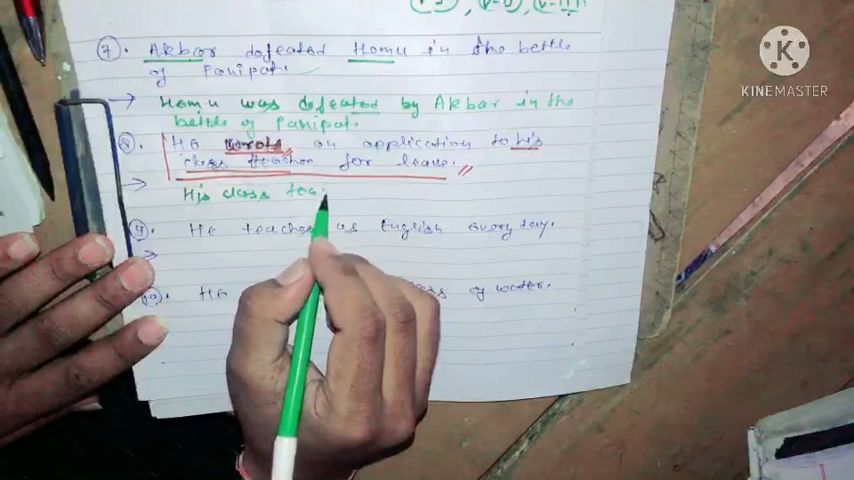 7. Akbar defeated Hemu in the bettle
of Panipat.
→ Hemu was defeated by Akbar in the
bettle of Panipat.
8. He wrote an application to his
class teacher for leave.
→ His class tea
9. He teaches us English every day.
→
10. He of water.
K
KINEMASTER